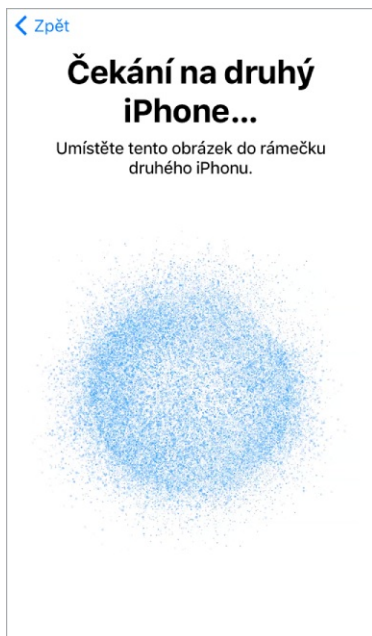 Zpět
Čekání na druhý
iPhone...
Umístěte tento obrázek do rámečku
druhého iPhonu.